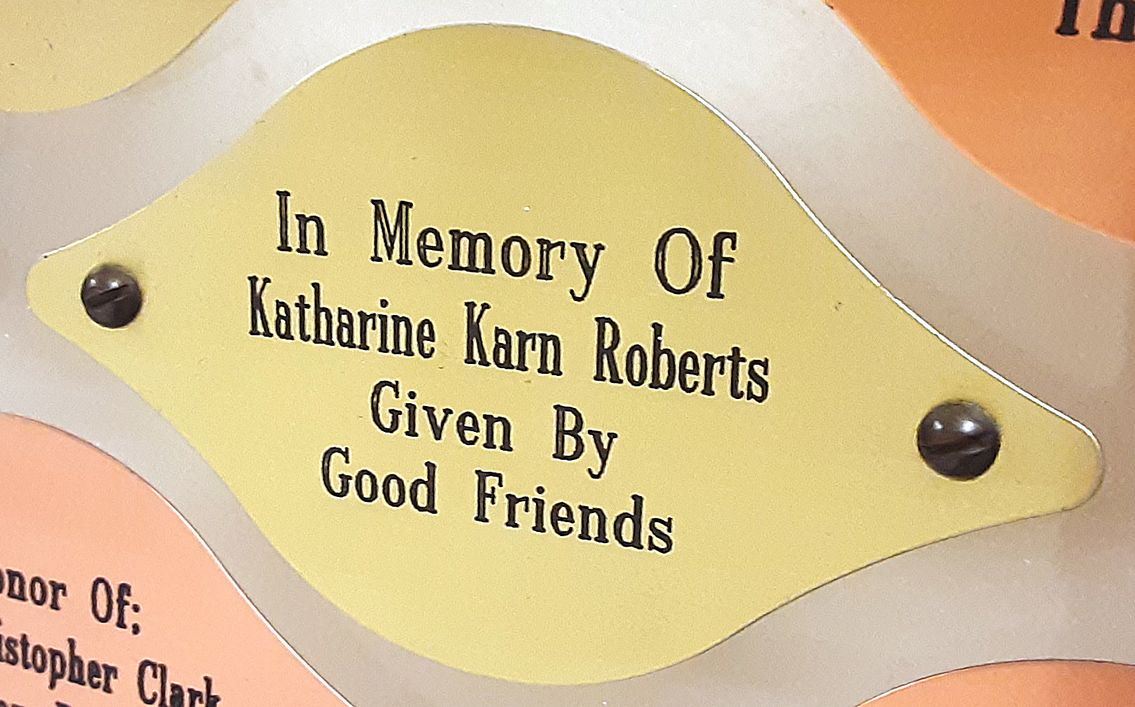 In Memory Of
Katharine Karn Roberts
Given By
Good Friends
Of;
Clark